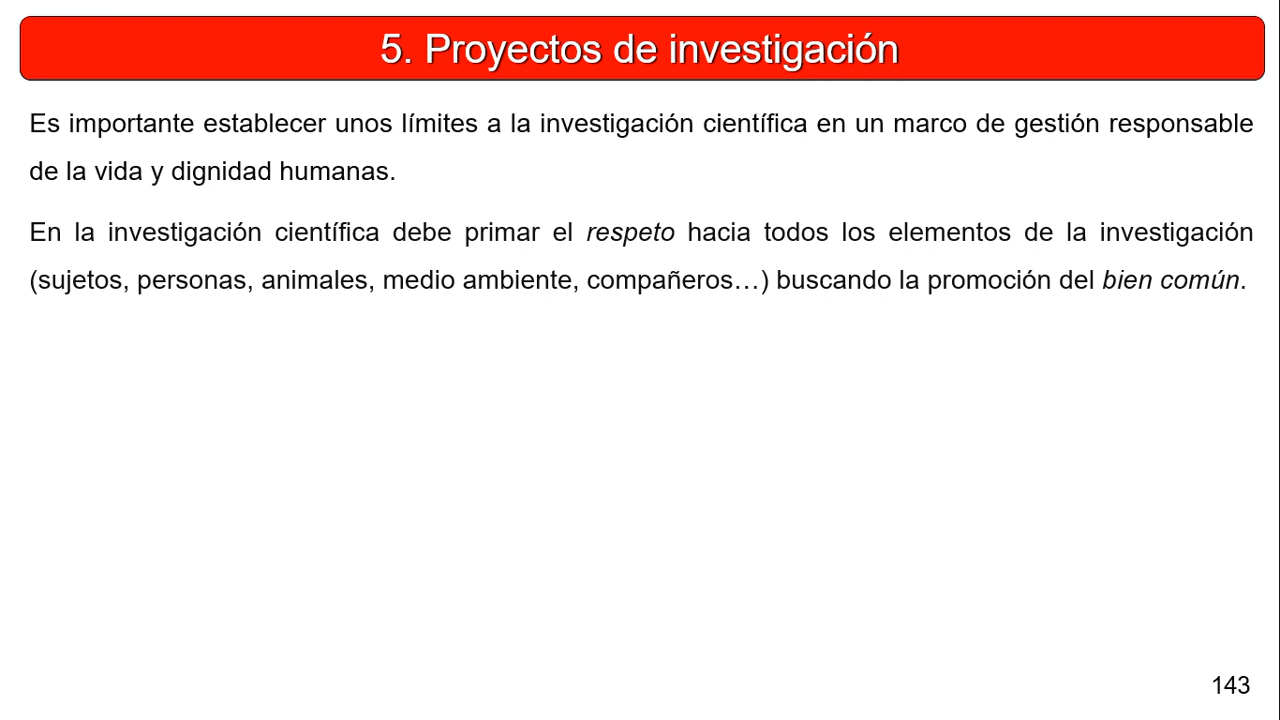 5. Proyectos de investigación
Es importante establecer unos límites a la investigación científica en un marco de gestión responsable
de la vida y dignidad humanas.
En la investigación científica debe primar el respeto hacia todos los elementos de la investigación
(sujetos, personas, animales, medio ambiente, compañeros…) buscando la promoción del bien común.
143